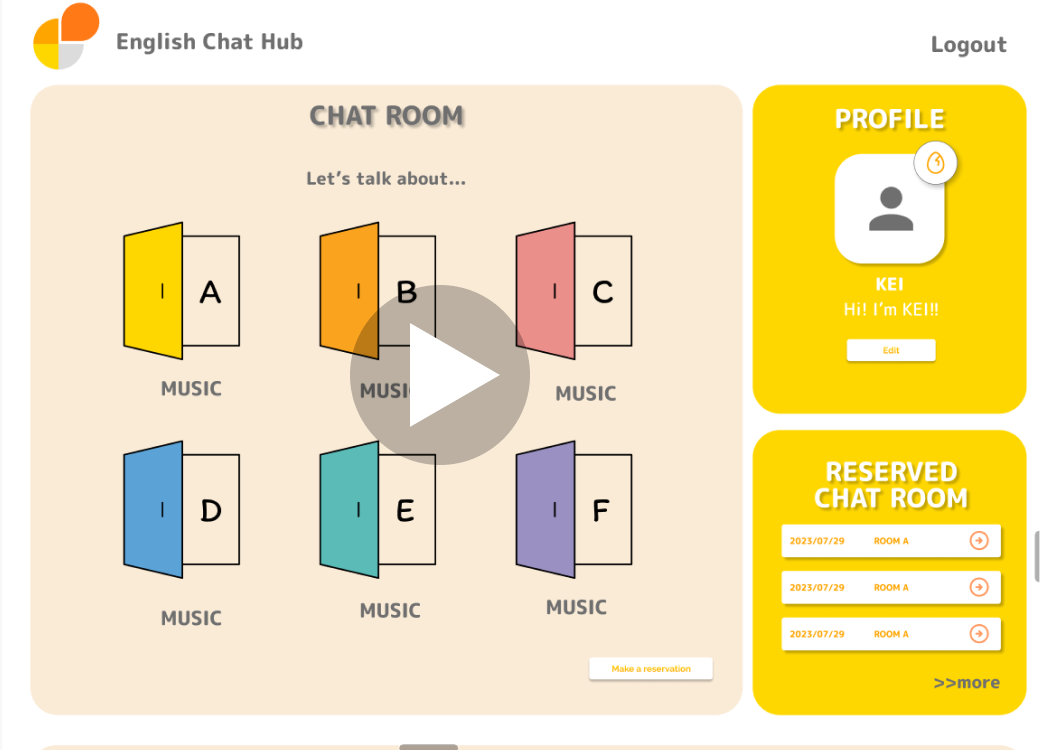 English Chat Hub
Logout
CHAT ROOM
Let's talk about...
A
B
C
MUSIC
MUSIC
MUSIC
D
E
F
MUSIC
MUSIC
MUSIC
Make a reservation
PROFILE
KEI
Hi! I'm KEI!!
Edit
RESERVED
CHAT ROOM
2023/07/29 ROOM A
2023/07/29 ROOM A
2023/07/29 ROOM A
>>more